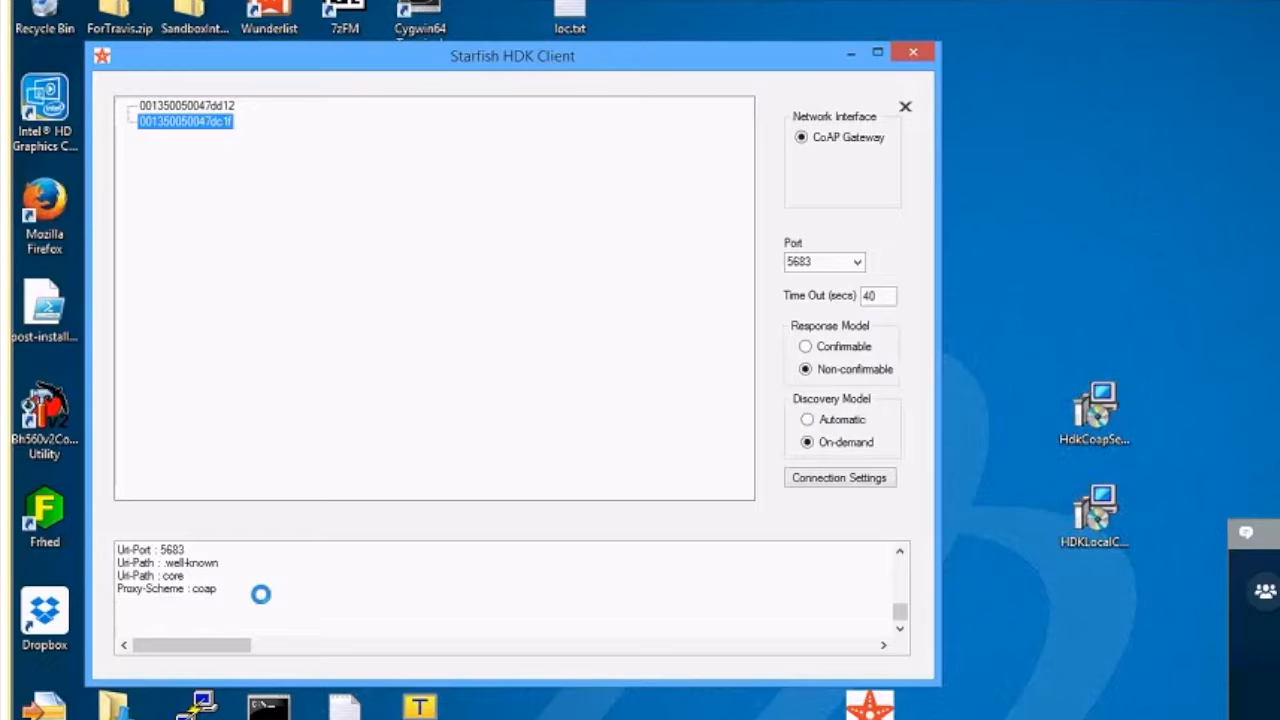 Recycle Bin
ForTravis.zip
SandboxInt...
Wunderlist
7zFM
Cygwin64
loc.txt
Starfish HDK Client
001350050047dd12
001350050047dc1f
Network Interface
CoAP Gateway
Port
5683
Time Out (secs) 40
Response Model
Confirmable
Non-confirmable
Discovery Model
Automatic
On-demand
Connection Settings
Uri-Port : 5683
Uri-Path : .well-known
Uri-Path : core
Proxy-Scheme : coap
Intel® HD
Graphics C...
Mozilla
Firefox
post-install...
Bh560v2Co...
Utility
Frhed
Dropbox
HdkCoapSe...
HDKLocalC...